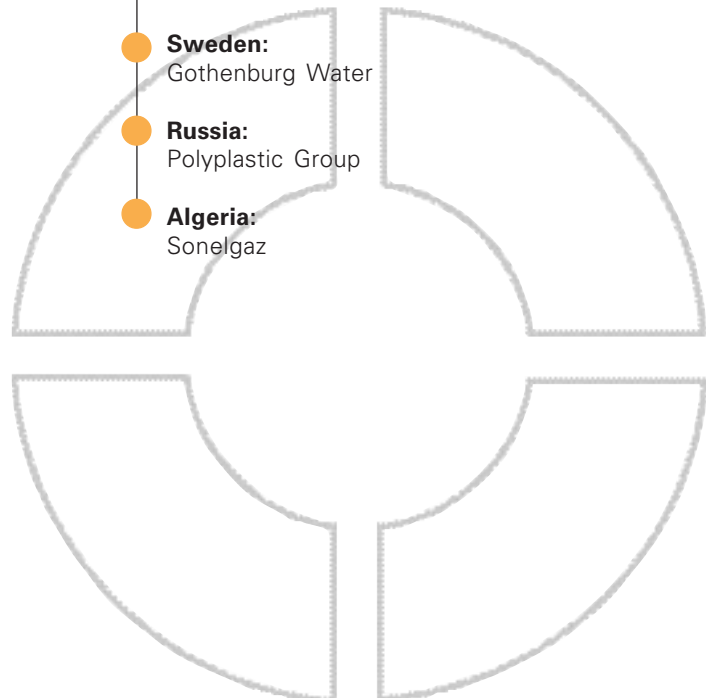 Sweden:
Gothenburg Water
Russia:
Polyplastic Group
Algeria:
Sonelgaz